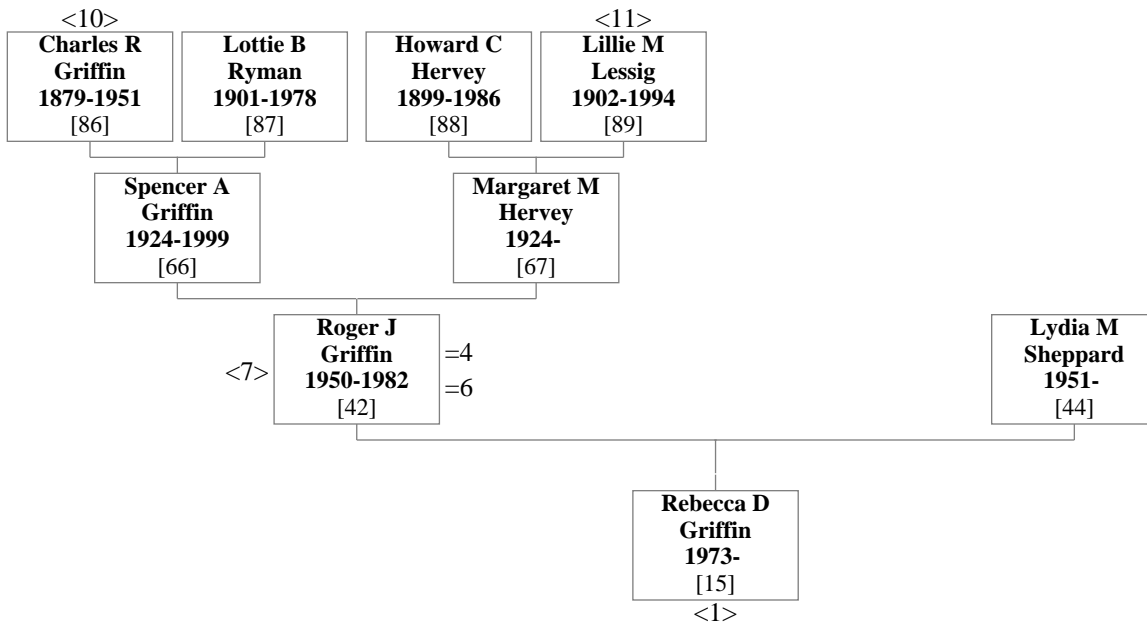 <10>
Charles R
Griffin
1879-1951
[86]
Lottie B
Ryman
1901-1978
[87]
Howard C
Hervey
1899-1986
[88]
<11>
Lillie M
Lessig
1902-1994
[89]
Spencer A
Griffin
1924-1999
[66]
Margaret M
Hervey
1924-
[67]
<7>
Roger J
Griffin
1950-1982
[42]
=4
=6
Lydia M
Sheppard
1951-
[44]
Rebecca D
Griffin
1973-
[15]
<1>